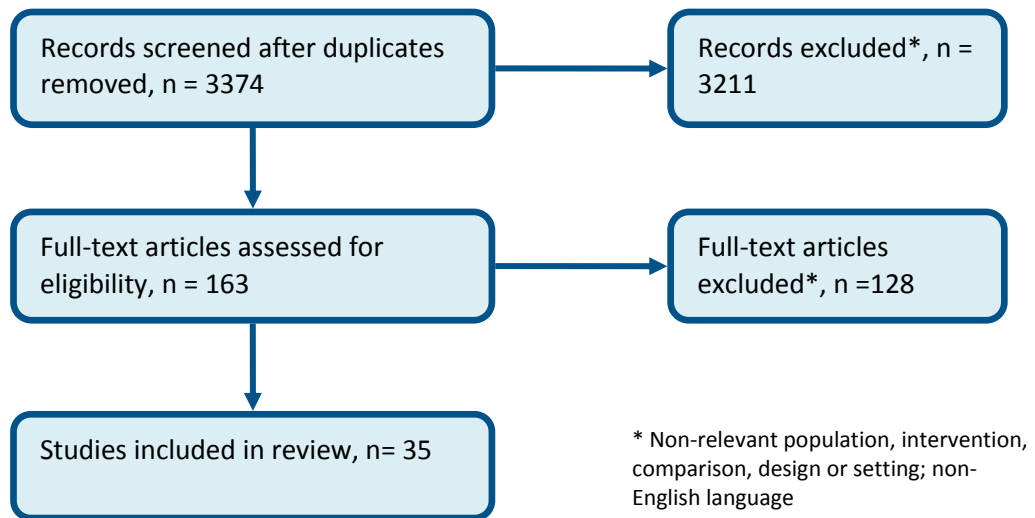 Records screened after duplicates
removed, n = 3374
Records excluded*, n =
3211
Full-text articles assessed for
eligibility, n = 163
Full-text articles
excluded*, n =128
Studies included in review, n= 35
* Non-relevant population, intervention,
comparison, design or setting; non-
English language